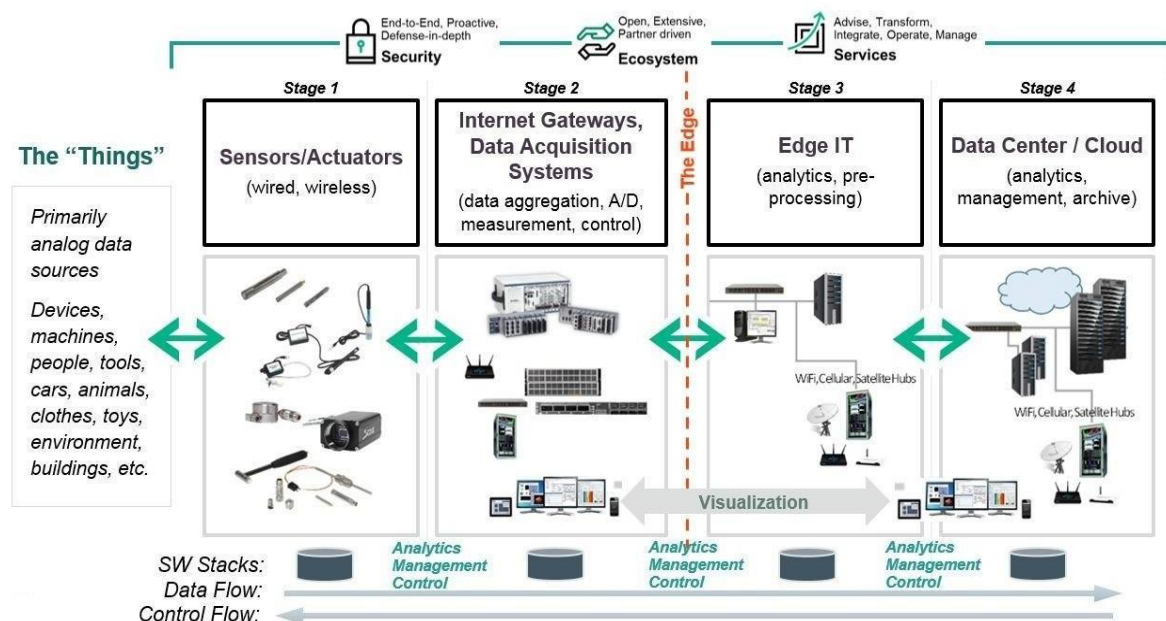 End-to-End, Proactive,
Defense-in-depth
Security
Open, Extensive,
Partner driven
Ecosystem
Advise, Transform,
Integrate, Operate, Manage
Services
Stage 1
Stage 2
Stage 3
Stage 4
The "Things"
Primarily
analog data
sources
Devices,
machines,
people, tools,
cars, animals,
clothes, toys,
environment,
buildings, etc.
Sensors/Actuators
(wired, wireless)
Internet Gateways,
Data Acquisition
Systems
(data aggregation, A/D,
measurement, control)
The Edge
Edge IT
(analytics, pre-
processing)
Data Center / Cloud
(analytics,
management, archive)
WiFi, Cellular, Satellite Hubs
WiFi, Cellular, Satellite Hubs
Visualization
SW Stacks:
Analytics
Management
Control
Analytics
Management
Control
Analytics
Management
Control
Data Flow:
Control Flow: